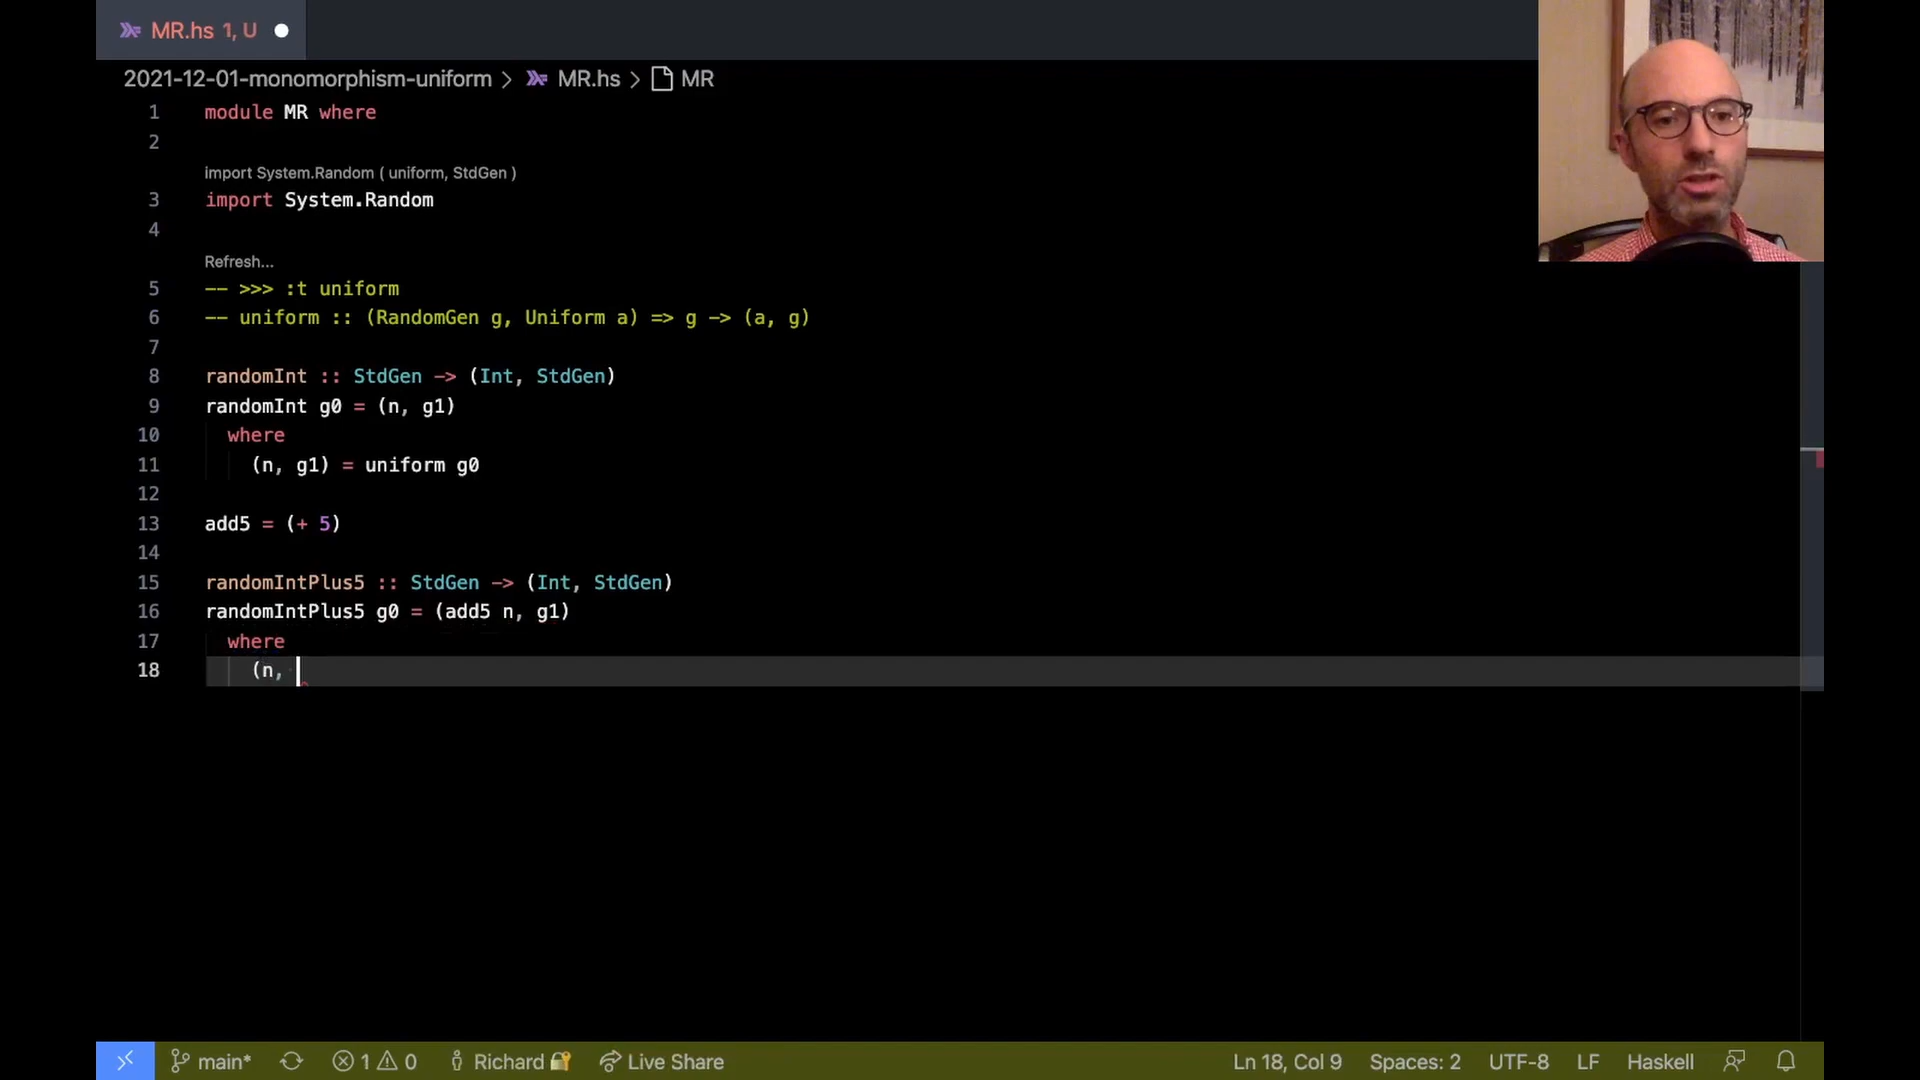 MR.hs 1, U
2021-12-01-monomorphism-uniform > MR.hs > MR
1 module MR where
2
import System.Random ( uniform, StdGen )
3 import System.Random
4
Refresh...
5 -- >>> :t uniform
6 -- uniform :: (RandomGen g, Uniform a) => g -> (a, g)
7
8 randomInt :: StdGen -> (Int, StdGen)
9 randomInt g0 = (n, g1)
10 where
11 (n, g1) = uniform g0
12
13 add5 = (+ 5)
14
15 randomIntPlus5 :: StdGen -> (Int, StdGen)
16 randomIntPlus5 g0 = (add5 n, g1)
17 where
18 (n,
main* 1 0 Richard Live Share Ln 18, Col 9 Spaces: 2 UTF-8 LF Haskell